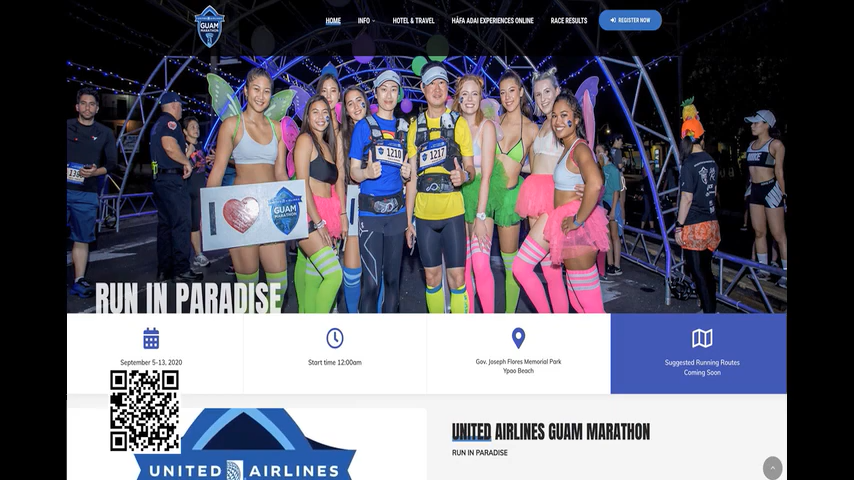 GUAM
MARATHON
HOME
INFO
HOTEL & TRAVEL
HÅFA ADAI EXPERIENCES ONLINE
RACE RESULTS
REGISTER NOW
1210
1217
NIKE
I
GUAM
MARATHON
RUN IN PARADISE
September 5-13, 2020
Start time 12:00am
Gov. Joseph Flores Memorial Park
Ypao Beach
Suggested Running Routes
Coming Soon
UNITED AIRLINES
UNITED AIRLINES GUAM MARATHON
RUN IN PARADISE